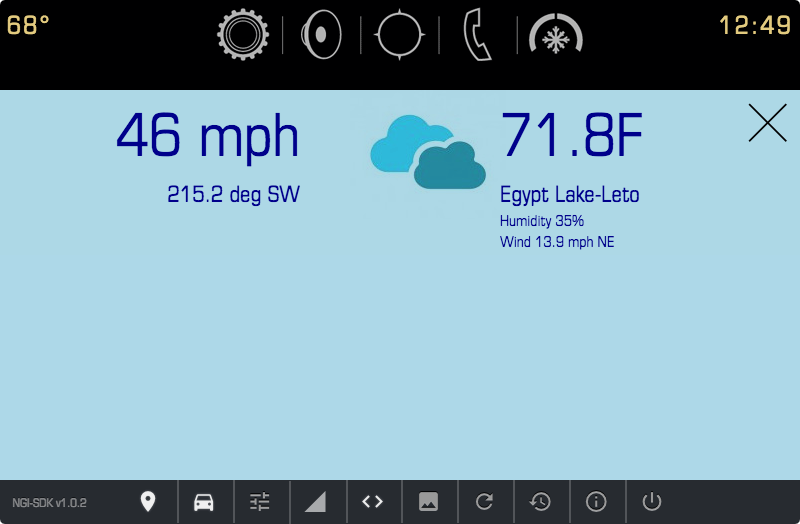 68°
12:49
46 mph
71.8F
215.2 deg SW
Egypt Lake-Leto
Humidity 35%
Wind 13.9 mph NE
NGI-SDK v1.0.2